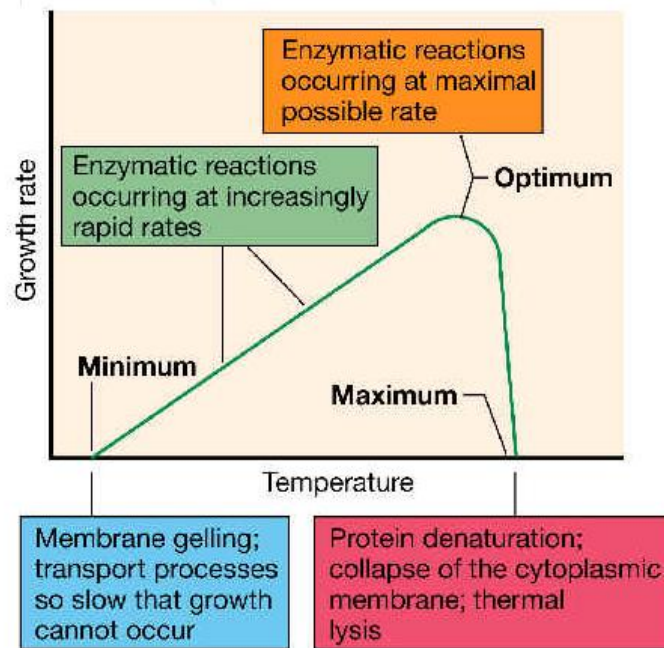 Enzymatic reactions
occurring at maximal
possible rate
Enzymatic reactions
occurring at increasingly
rapid rates
Optimum
Growth rate
Minimum
Maximum
Temperature
Membrane gelling;
transport processes
so slow that growth
cannot occur
Protein denaturation;
collapse of the cytoplasmic
membrane; thermal
lysis